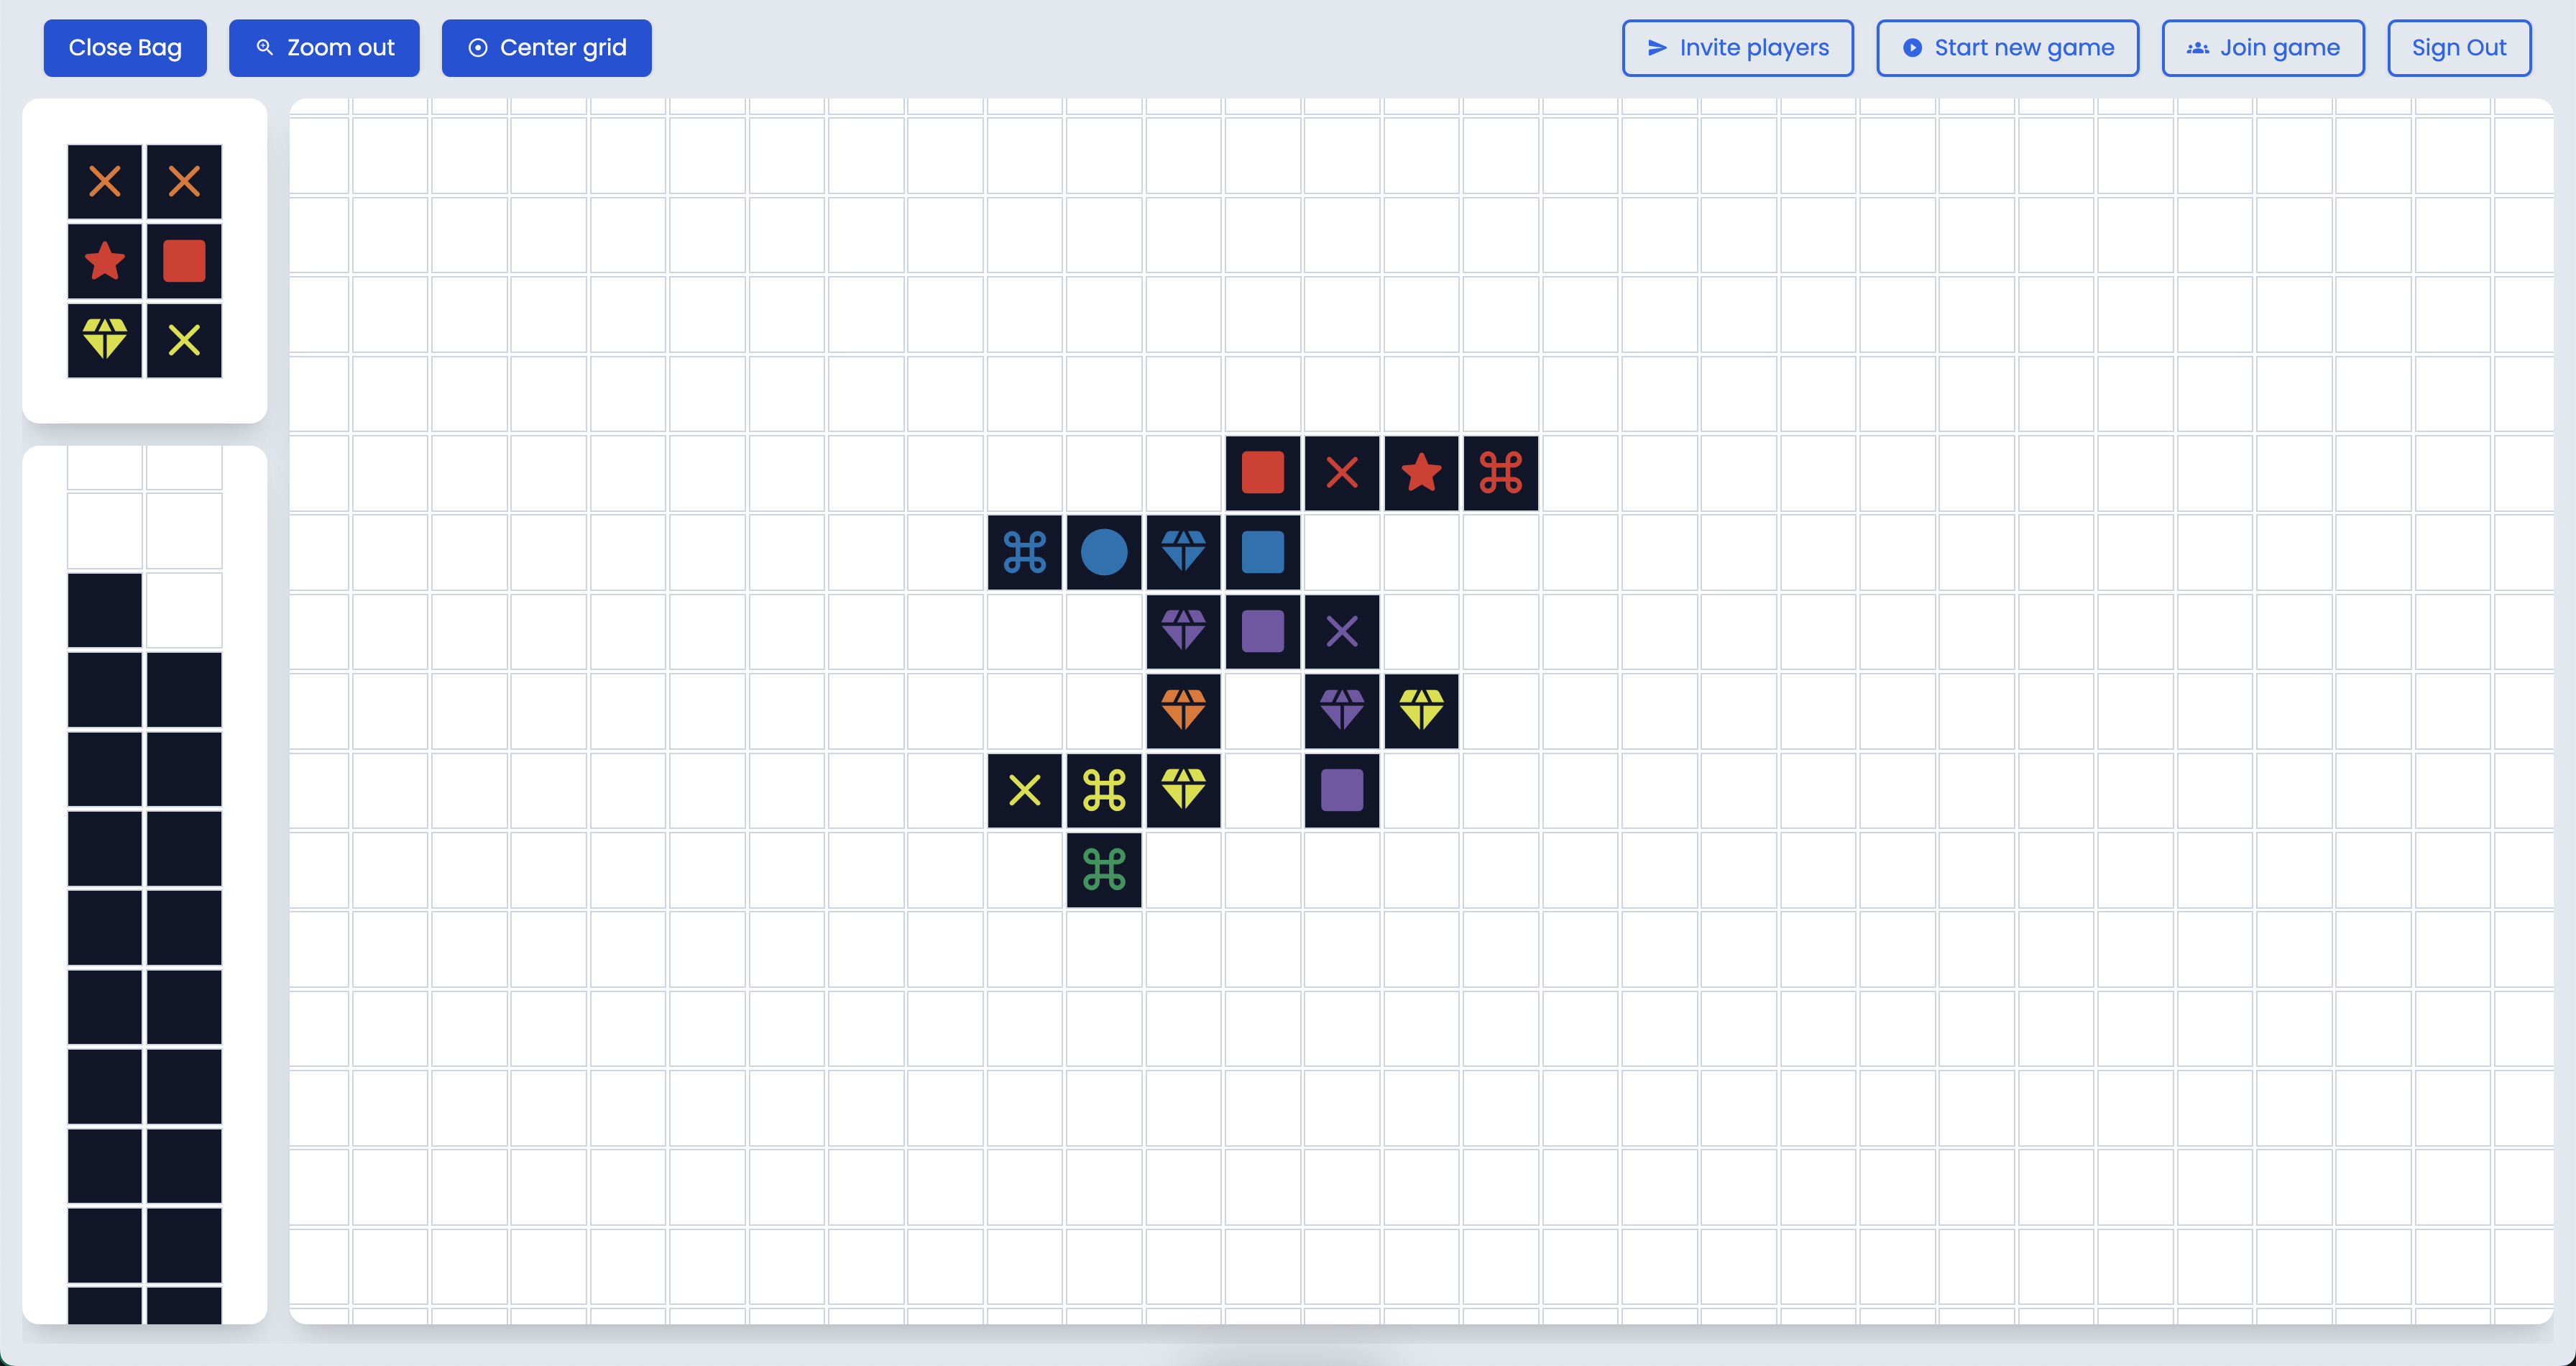 Close Bag
Zoom out
Center grid
Invite players
Start new game
Join game
Sign Out